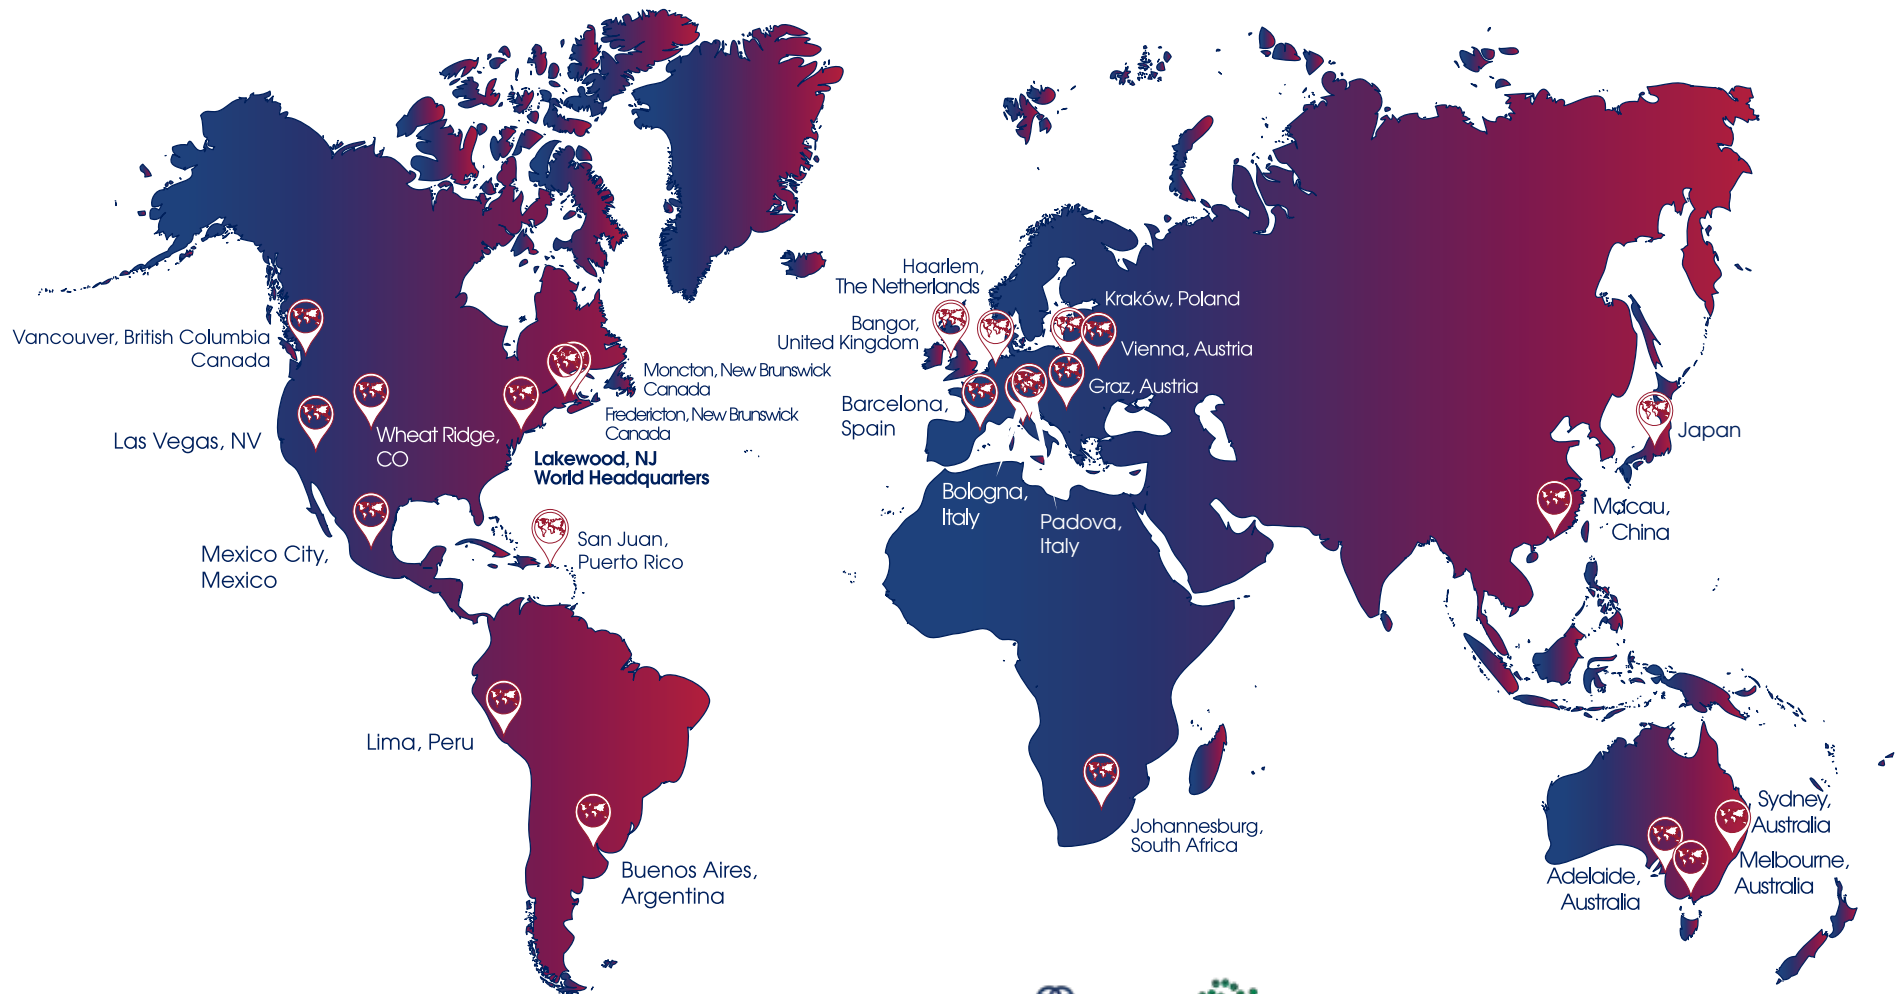 Haarlem,
The Netherlands
Kraków, Poland
Bangor,
United Kingdom
Vienna, Austria
Vancouver, British Columbia
Canada
Moncton, New Brunswick
Canada
Graz, Austria
Fredericton, New Brunswick
Canada
Barcelona,
Spain
Las Vegas, NV
Wheat Ridge,
CO
Japan
Lakewood, NJ
World Headquarters
Bologna,
Italy
Padova,
Italy
Macau,
China
San Juan,
Puerto Rico
Mexico City,
Mexico
Lima, Peru
Sydney,
Australia
Johannesburg,
South Africa
Melbourne,
Australia
Adelaide,
Australia
Buenos Aires,
Argentina